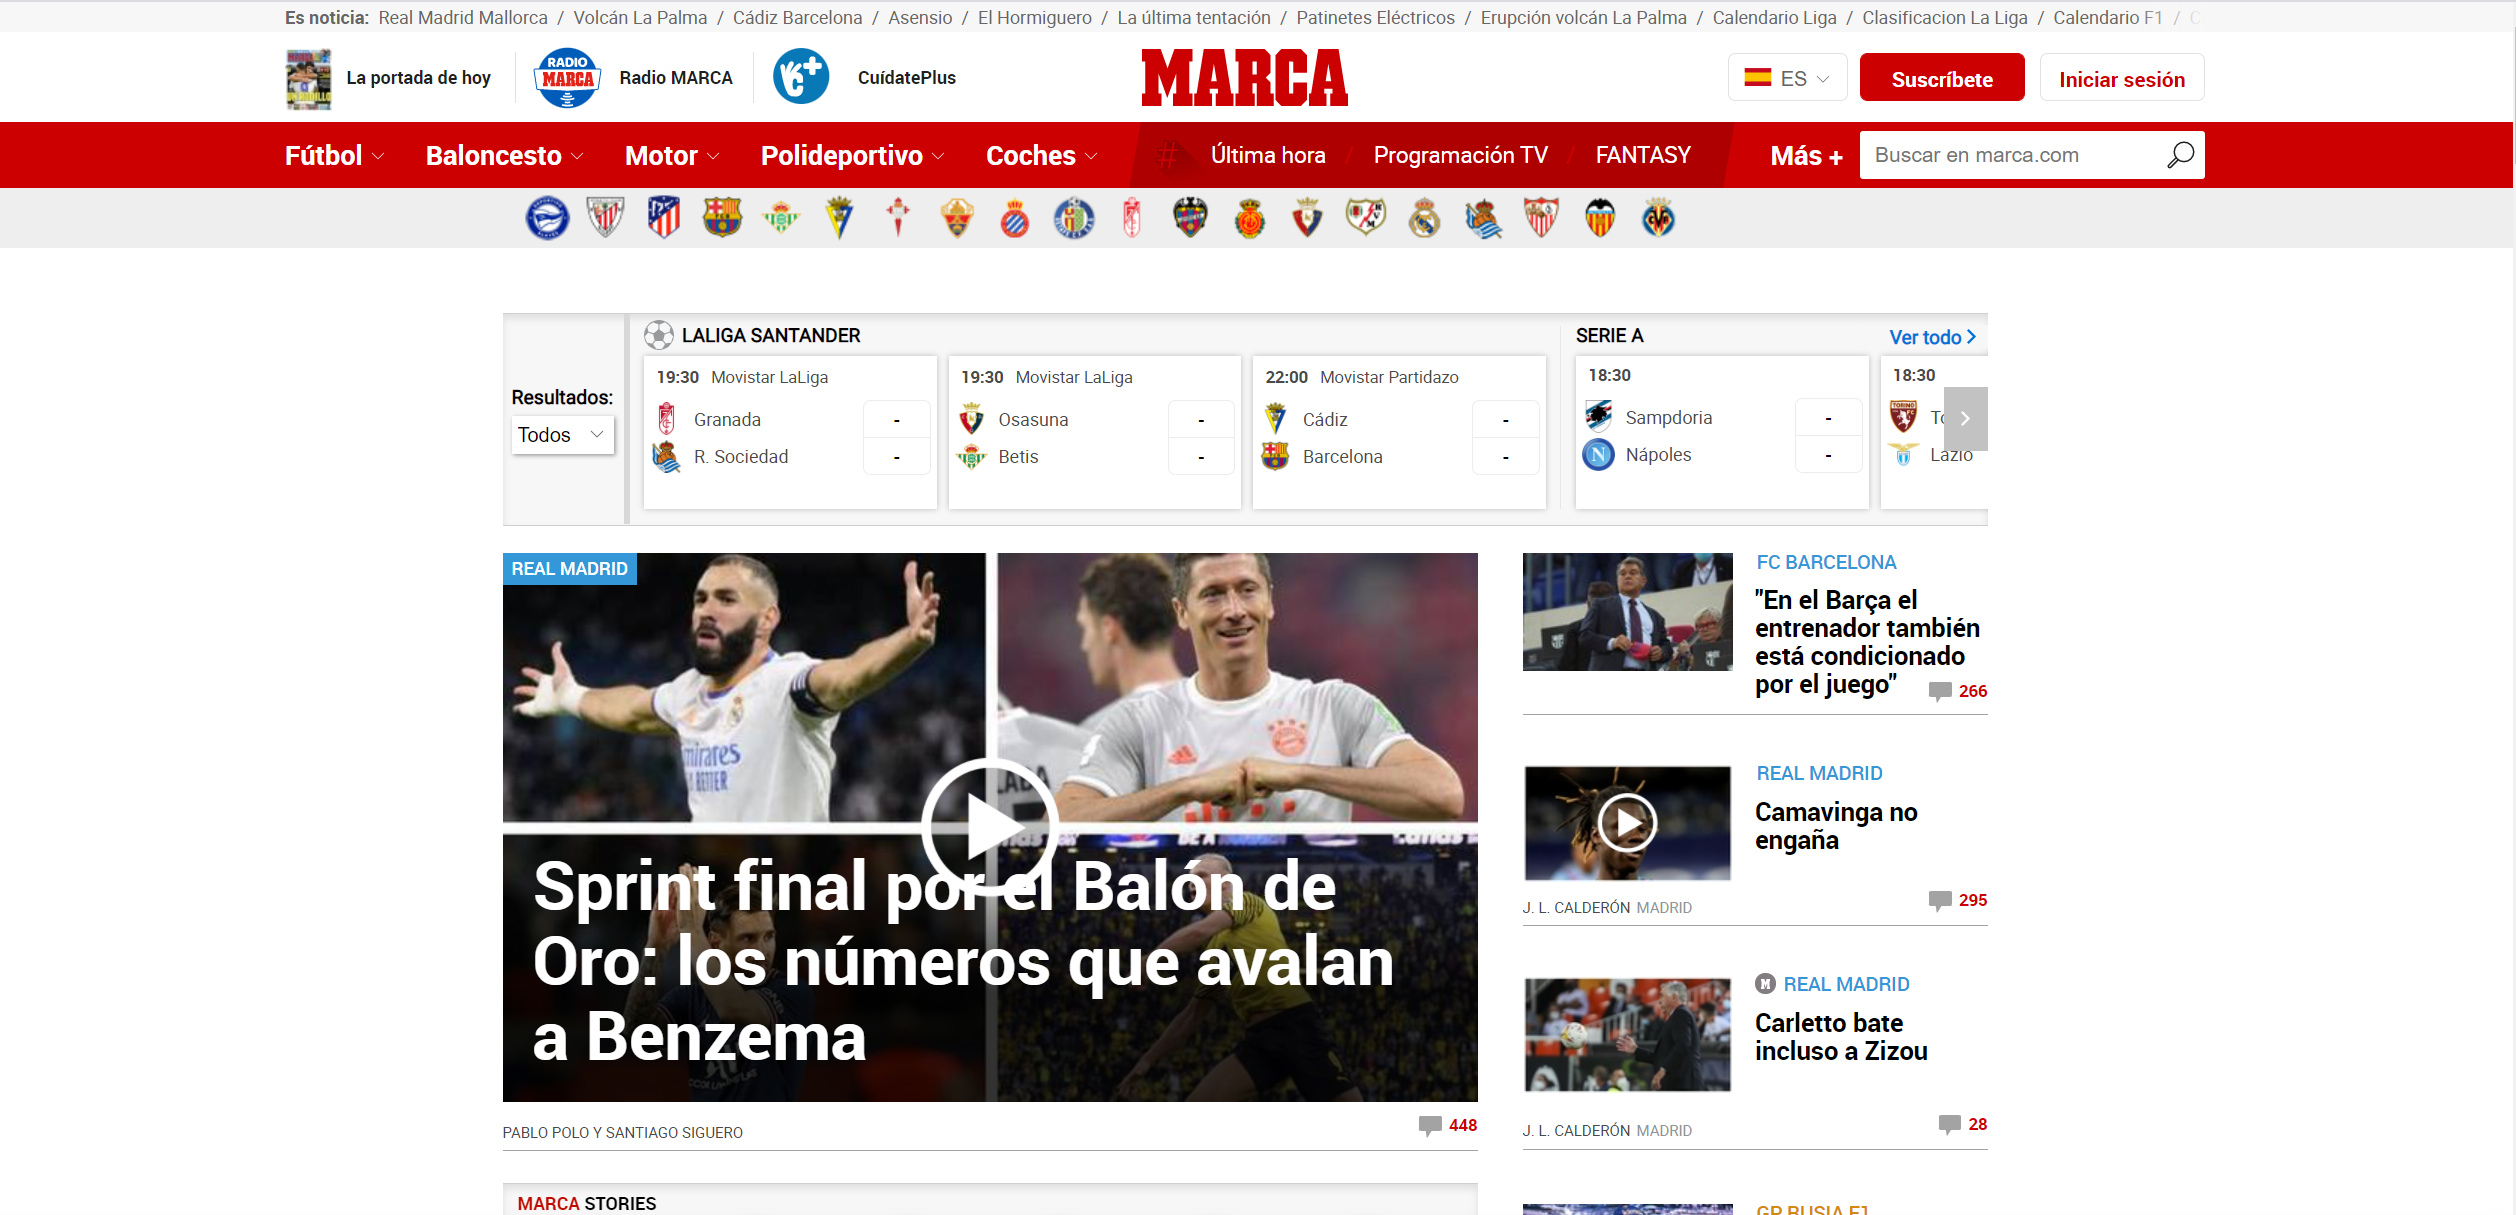 Es noticia: Real Madrid Mallorca / Volcán La Palma / Cádiz Barcelona / Asensio / El Hormiguero / La última tentación / Patinetes Eléctricos / Erupción volcán La Palma / Calendario Liga / Clasificacion La Liga / Calendario F1 / C
La portada de hoy
RADIO
MARCA
Radio MARCA
CuídatePlus
MARCA
ES
Suscríbete
Iniciar sesión
Fútbol
Baloncesto
Motor
Polideportivo
Coches
# Última hora / Programación TV / FANTASY
Más +
Buscar en marca.com
Resultados:
Todos
LALIGA SANTANDER
19:30 Movistar LaLiga
Granada -
R. Sociedad -
19:30 Movistar LaLiga
Osasuna -
Betis -
22:00 Movistar Partidazo
Cádiz -
Barcelona -
SERIE A
Ver todo
18:30
Sampdoria -
Nápoles -
18:30
To
Lazio
REAL MADRID
Sprint final por el Balón de
Oro: los números que avalan
a Benzema
PABLO POLO Y SANTIAGO SIGUERO
448
FC BARCELONA
"En el Barça el
entrenador también
está condicionado
por el juego"
266
REAL MADRID
Camavinga no
engaña
J. L. CALDERÓN MADRID
295
REAL MADRID
Carletto bate
incluso a Zizou
J. L. CALDERÓN MADRID
28
MARCA STORIES
GP RUSIA F1